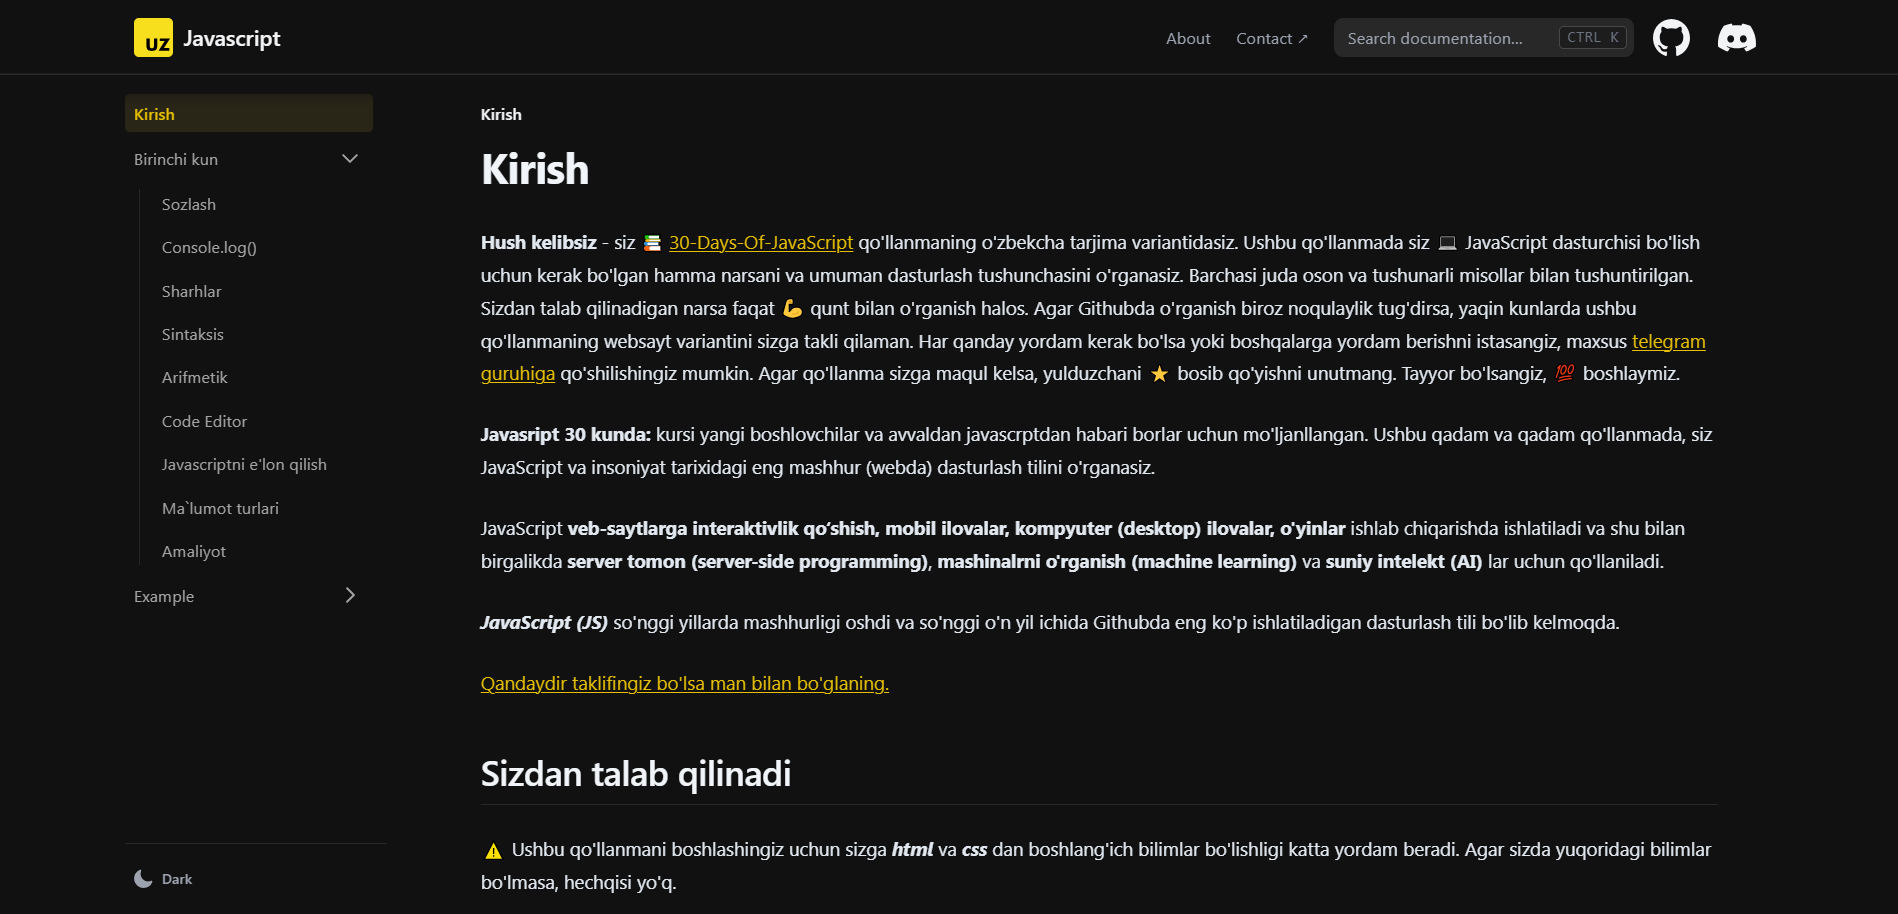 UZ Javascript
About
Contact ↗
Search documentation...
CTRL K
Kirish
Birinchi kun
Sozlash
Console.log()
Sharhlar
Sintaksis
Arifmetik
Code Editor
Javascriptni e'lon qilish
Ma`lumot turlari
Amaliyot
Example
Dark
Kirish
Kirish
Hush kelibsiz - siz 📚 30-Days-Of-JavaScript qo'llanmaning o'zbekcha tarjima variantidasiz. Ushbu qo'llanmada siz 💻 JavaScript dasturchisi bo'lish
uchun kerak bo'lgan hamma narsani va umuman dasturlash tushunchasini o'rganasiz. Barchasi juda oson va tushunarli misollar bilan tushuntirilgan.
Sizdan talab qilinadigan narsa faqat 💪 qunt bilan o'rganish halos. Agar Githubda o'rganish biroz noqulaylik tug'dirsa, yaqin kunlarda ushbu
qo'llanmaning websayt variantini sizga takli qilaman. Har qanday yordam kerak bo'lsa yoki boshqalarga yordam berishni istasangiz, maxsus telegram
guruhiga qo'shilishingiz mumkin. Agar qo'llanma sizga maqul kelsa, yulduzchani ⭐ bosib qo'yishni unutmang. Tayyor bo'lsangiz, 💯 boshlaymiz.
Javasript 30 kunda: kursi yangi boshlovchilar va avvaldan javascrptdan habari borlar uchun mo'ljanllangan. Ushbu qadam va qadam qo'llanmada, siz
JavaScript va insoniyat tarixidagi eng mashhur (webda) dasturlash tilini o'rganasiz.
JavaScript veb-saytlarga interaktivlik qo‘shish, mobil ilovalar, kompyuter (desktop) ilovalar, o'yinlar ishlab chiqarishda ishlatiladi va shu bilan
birgalikda server tomon (server-side programming), mashinalrni o'rganish (machine learning) va suniy intelekt (AI) lar uchun qo'llaniladi.
JavaScript (JS) so'nggi yillarda mashhurligi oshdi va so'nggi o'n yil ichida Githubda eng ko'p ishlatiladigan dasturlash tili bo'lib kelmoqda.
Qandaydir taklifingiz bo'lsa man bilan bo'glaning.
Sizdan talab qilinadi
⚠️ Ushbu qo'llanmani boshlashingiz uchun sizga html va css dan boshlang'ich bilimlar bo'lishligi katta yordam beradi. Agar sizda yuqoridagi bilimlar
bo'lmasa, hechqisi yo'q.